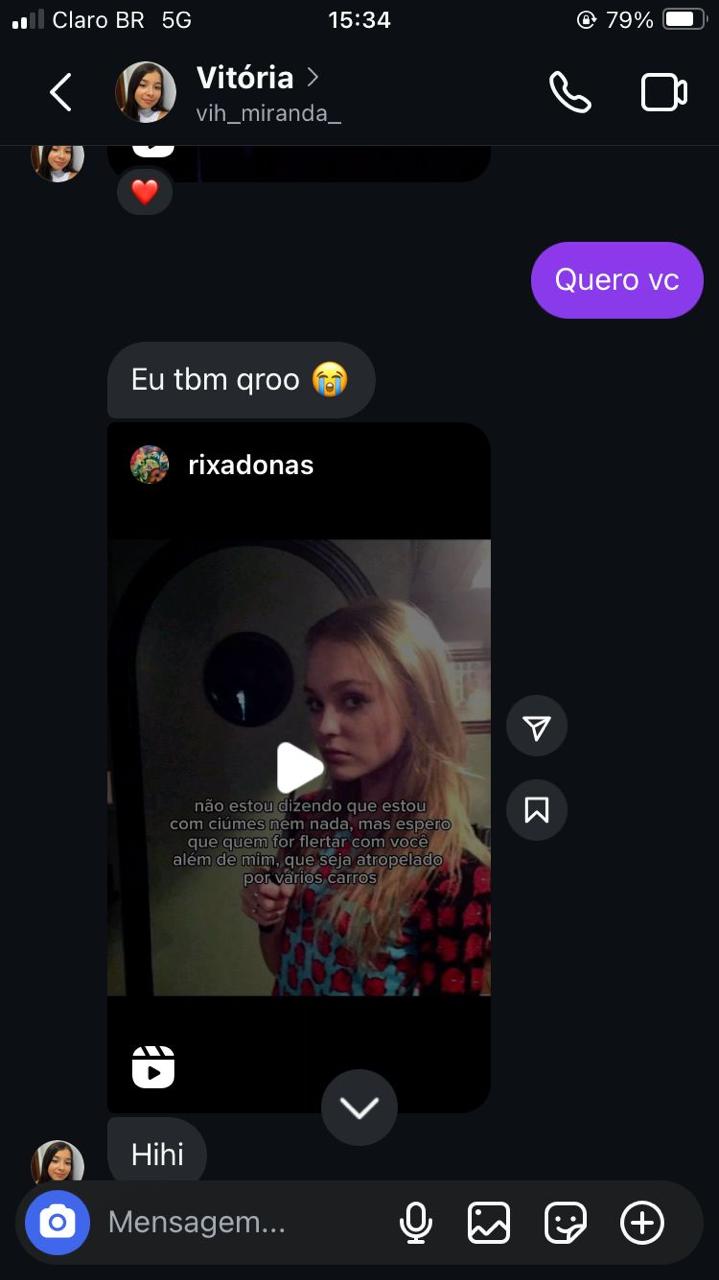 Claro BR 5G 15:34 79%
Vitória
vih_miranda_
Quero vc
Eu tbm qroo
rixadonas
não estou dizendo que estou
com ciúmes nem nada, mas espero
que quem for flertar com você
além de mim, que seja atropelado
por vários carros
Hihi
Mensagem...